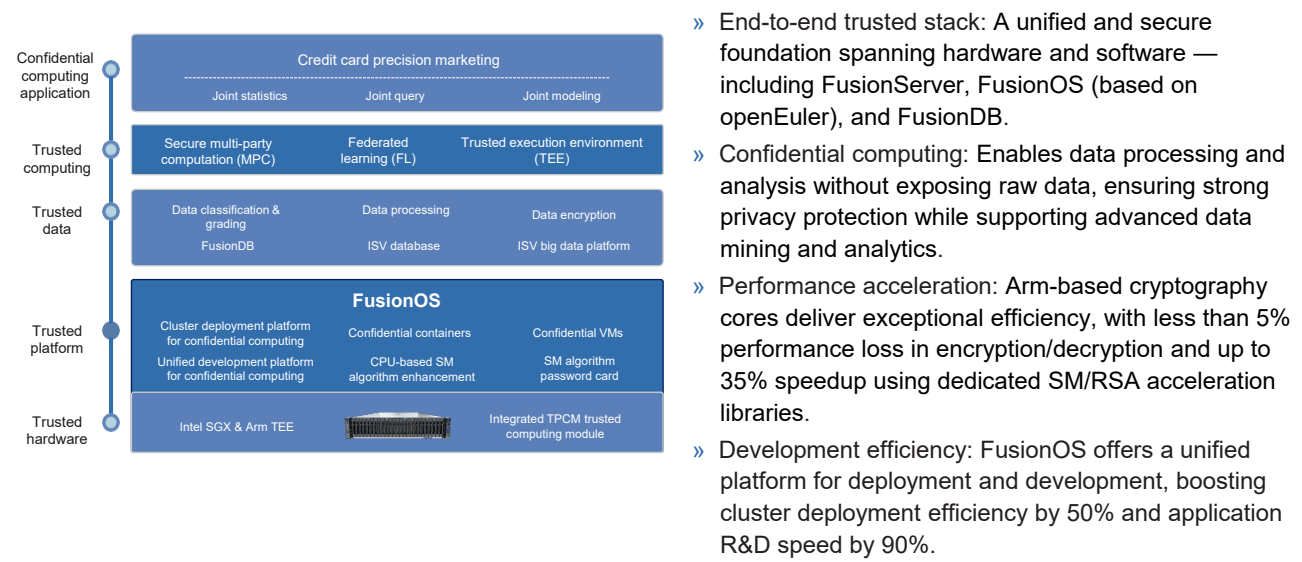 Confidential
computing
application
Credit card precision marketing
Joint statistics
Joint query
Joint modeling
Trusted
computing
Secure multi-party
computation (MPC)
Federated
learning (FL)
Trusted execution environment
(TEE)
Trusted
data
Data classification &
grading
Data processing
Data encryption
FusionDB
ISV database
ISV big data platform
Trusted
platform
FusionOS
Cluster deployment platform
for confidential computing
Confidential containers
Confidential VMs
Unified development platform
for confidential computing
CPU-based SM
algorithm enhancement
SM algorithm
password card
Trusted
hardware
Intel SGX & Arm TEE
Integrated TPCM trusted
computing module
» End-to-end trusted stack: A unified and secure
foundation spanning hardware and software —
including FusionServer, FusionOS (based on
openEuler), and FusionDB.
» Confidential computing: Enables data processing and
analysis without exposing raw data, ensuring strong
privacy protection while supporting advanced data
mining and analytics.
» Performance acceleration: Arm-based cryptography
cores deliver exceptional efficiency, with less than 5%
performance loss in encryption/decryption and up to
35% speedup using dedicated SM/RSA acceleration
libraries.
» Development efficiency: FusionOS offers a unified
platform for deployment and development, boosting
cluster deployment efficiency by 50% and application
R&D speed by 90%.